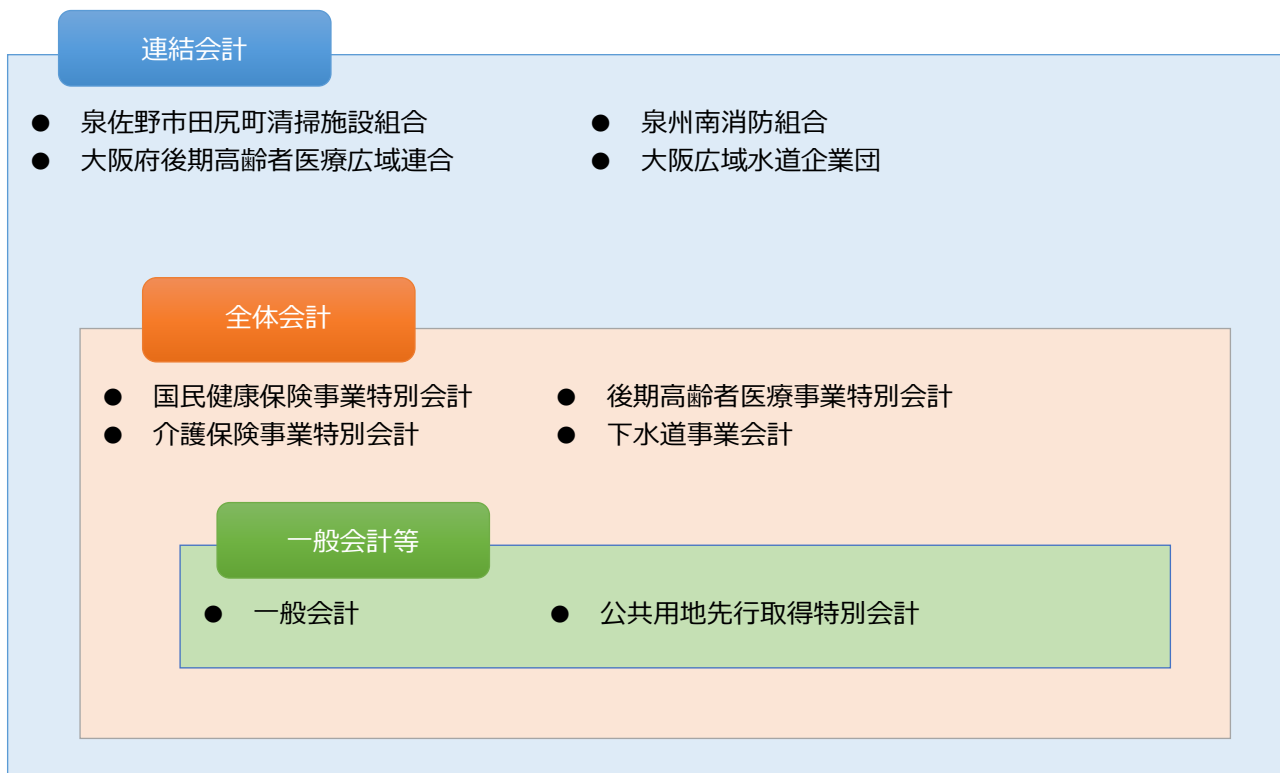 連結会計
● 泉佐野市田尻町清掃施設組合 ● 泉州南消防組合
● 大阪府後期高齢者医療広域連合 ● 大阪広域水道企業団
全体会計
● 国民健康保険事業特別会計 ● 後期高齢者医療事業特別会計
● 介護保険事業特別会計 ● 下水道事業会計
一般会計等
● 一般会計 ● 公共用地先行取得特別会計